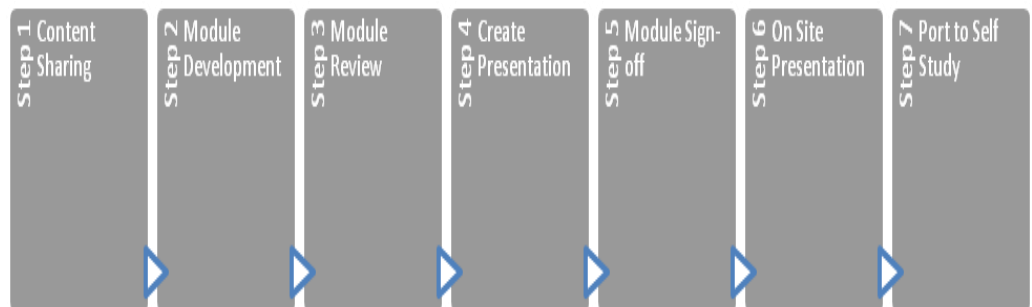 Step 1
Content
Sharing
Step 2
Module
Development
Step 3
Module
Review
Step 4
Create
Presentation
Step 5
Module Sign-
off
Step 6
On Site
Presentation
Step 7
Port to Self
Study